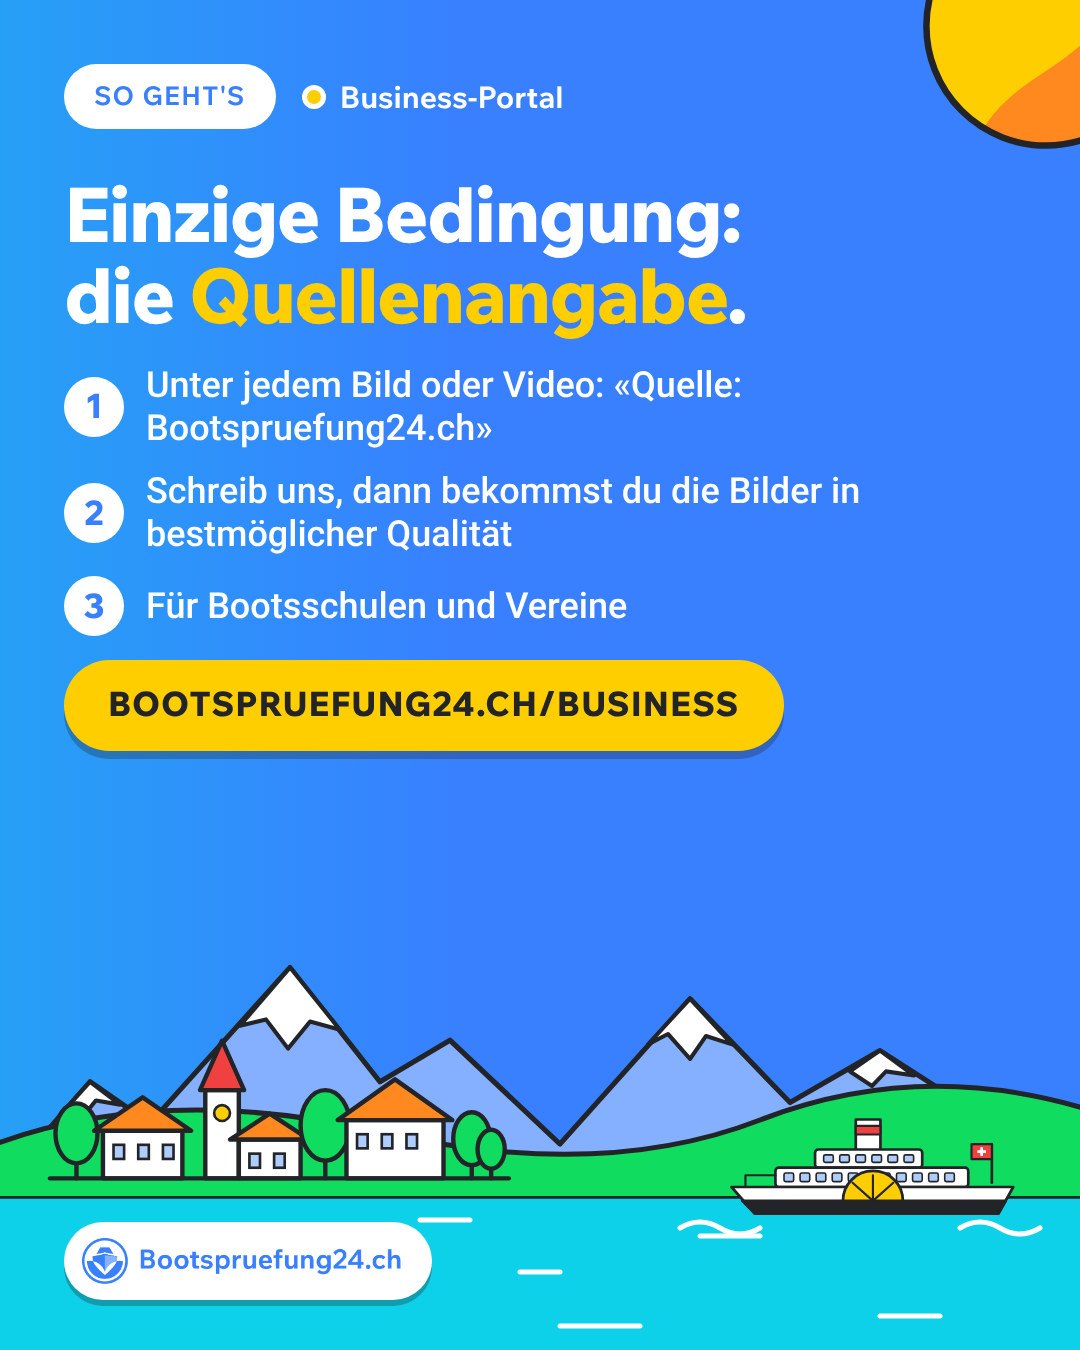 SO GEHT'S
Business-Portal
Einzige Bedingung:
die Quellenangabe.
1
Unter jedem Bild oder Video: «Quelle:
Bootspruefung24.ch»
2
Schreib uns, dann bekommst du die Bilder in
bestmöglicher Qualität
3
Für Bootsschulen und Vereine
BOOTSPRUEFUNG24.CH/BUSINESS
Bootspruefung24.ch